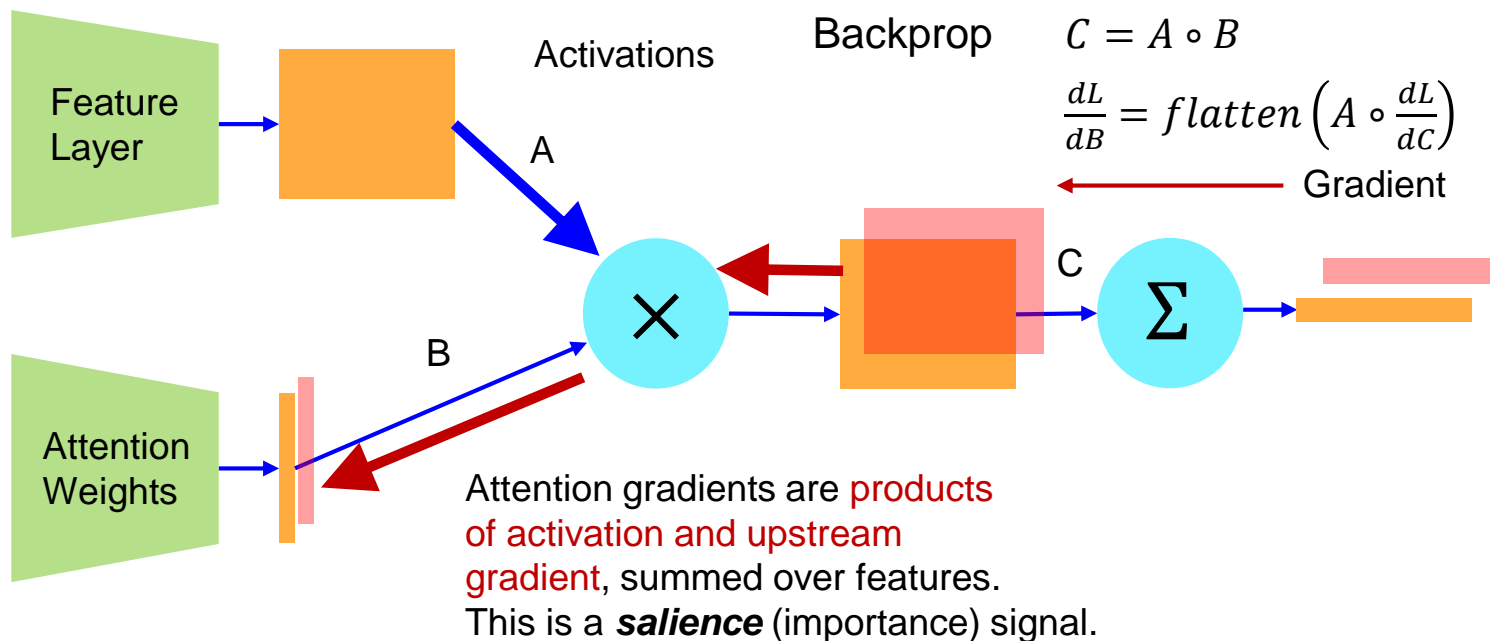 Activations
Backprop
C = A ∘ B
Feature
Layer
A
dL/dB = flatten(A ∘ dL/dC)
Gradient
C
×
Σ
B
Attention
Weights
Attention gradients are products
of activation and upstream
gradient, summed over features.
This is a salience (importance) signal.